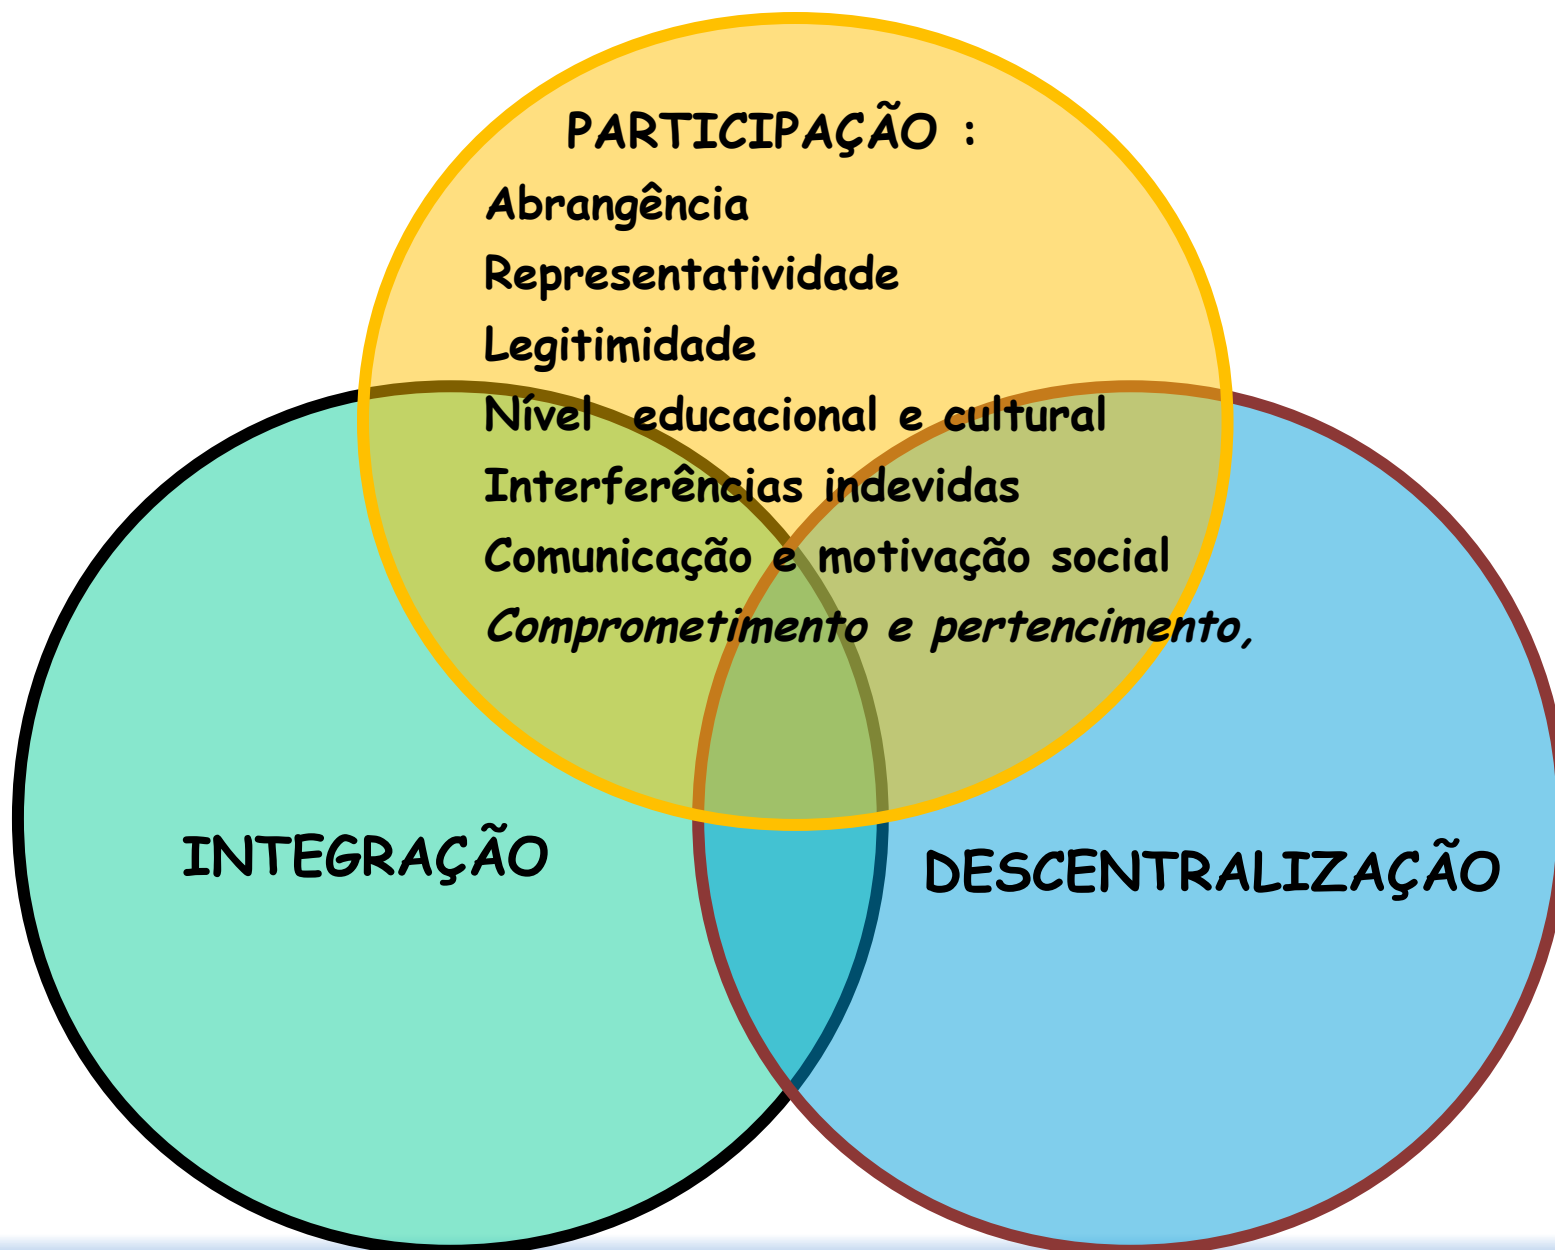 PARTICIPAÇÃO :
Abrangência
Representatividade
Legitimidade
Nível educacional e cultural
Interferências indevidas
Comunicação e motivação social
Comprometimento e pertencimento,
INTEGRAÇÃO
DESCENTRALIZAÇÃO